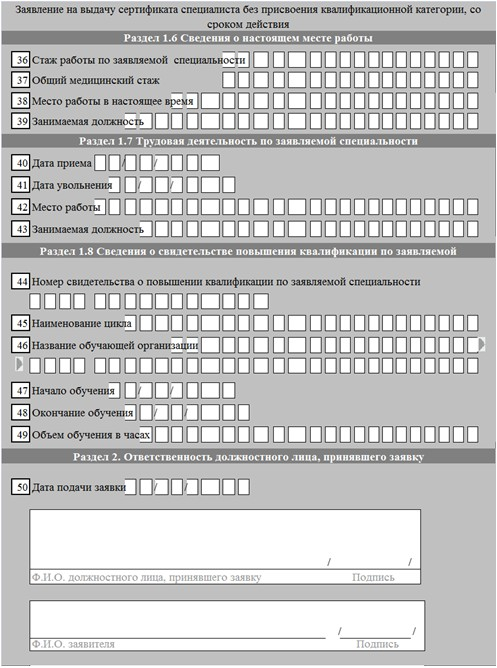 Заявление на выдачу сертификата специалиста без присвоения квалификационной категории, со
сроком действия
Раздел 1.6 Сведения о настоящем месте работы
36 Стаж работы по заявляемой специальности
37 Общий медицинский стаж
38 Место работы в настоящее время
39 Занимаемая должность
Раздел 1.7 Трудовая деятельность по заявляемой специальности
40 Дата приема / /
41 Дата увольнения / /
42 Место работы
43 Занимаемая должность
Раздел 1.8 Сведения о свидетельстве повышения квалификации по заявляемой
44 Номер свидетельства о повышении квалификации по заявляемой специальности
45 Наименование цикла
46 Название обучающей организации
47 Начало обучения / /
48 Окончание обучения / /
49 Объем обучения в часах
Раздел 2. Ответственность должностного лица, принявшего заявку
50 Дата подачи заявки / /
/ /
Ф.И.О. должностного лица, принявшего заявку Подпись
/ /
Ф.И.О. заявителя Подпись